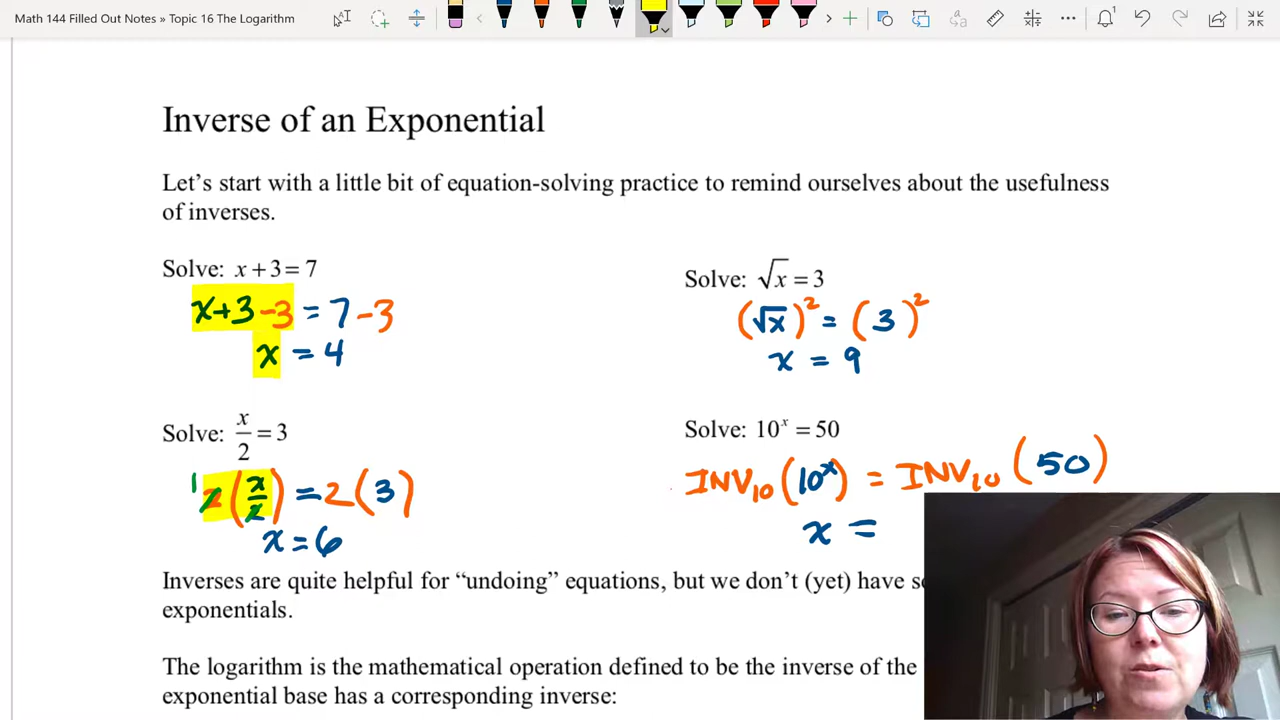 Math 144 Filled Out Notes » Topic 16 The Logarithm
Inverse of an Exponential
Let's start with a little bit of equation-solving practice to remind ourselves about the usefulness
of inverses.
Solve: x + 3 = 7
x+3 -3 = 7 -3
x = 4
Solve: √x = 3
(√x)² = (3)²
x = 9
Solve: x/2 = 3
1 2(x/2) = 2(3)
x = 6
Solve: 10ˣ = 50
INV₁₀(10ˣ) = INV₁₀(50)
x =
Inverses are quite helpful for “undoing” equations, but we don't (yet) have
exponentials.
The logarithm is the mathematical operation defined to be the inverse of the
exponential base has a corresponding inverse: